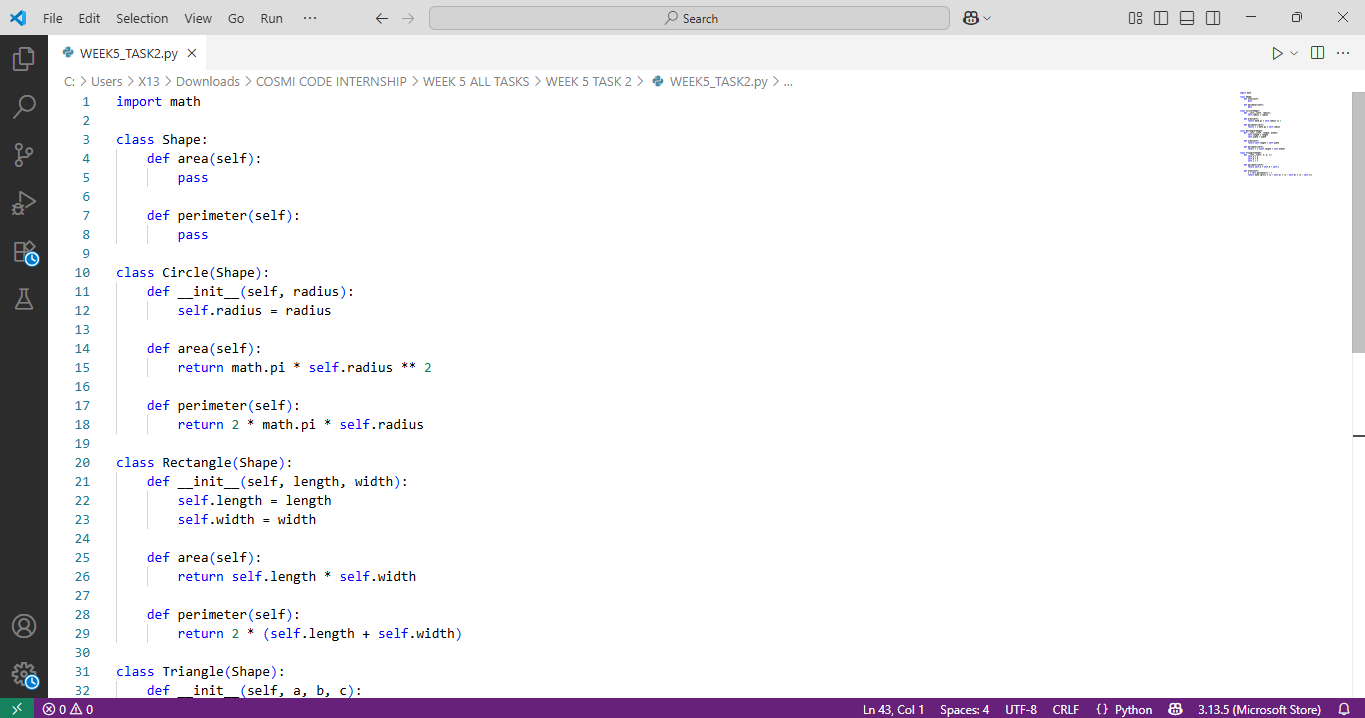 File Edit Selection View Go Run ··· Search
WEEK5_TASK2.py
C: > Users > X13 > Downloads > COSMI CODE INTERNSHIP > WEEK 5 ALL TASKS > WEEK 5 TASK 2 > WEEK5_TASK2.py > ...
1 import math
2
3 class Shape:
4     def area(self):
5         pass
6
7     def perimeter(self):
8         pass
9
10 class Circle(Shape):
11     def __init__(self, radius):
12         self.radius = radius
13
14     def area(self):
15         return math.pi * self.radius ** 2
16
17     def perimeter(self):
18         return 2 * math.pi * self.radius
19
20 class Rectangle(Shape):
21     def __init__(self, length, width):
22         self.length = length
23         self.width = width
24
25     def area(self):
26         return self.length * self.width
27
28     def perimeter(self):
29         return 2 * (self.length + self.width)
30
31 class Triangle(Shape):
32     def __init__(self, a, b, c):
0 0 Ln 43, Col 1 Spaces: 4 UTF-8 CRLF {} Python 3.13.5 (Microsoft Store)